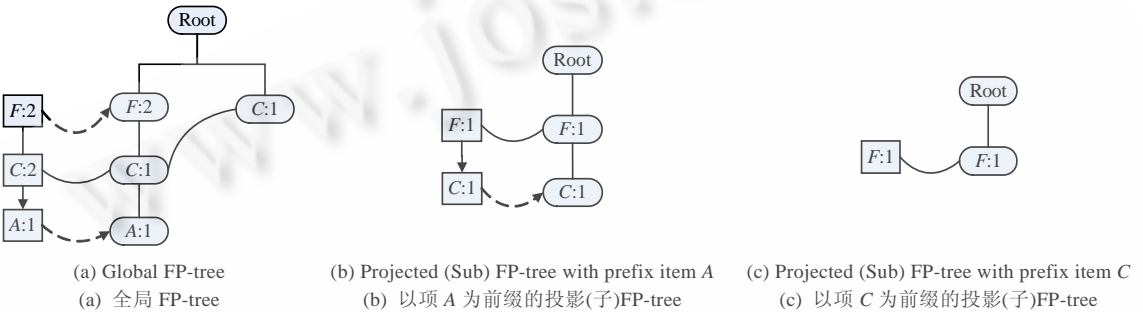 Root
F:2
F:2
C:1
C:2
C:1
A:1
A:1
(a) Global FP-tree
(a) 全局 FP-tree
Root
F:1
F:1
C:1
C:1
(b) Projected (Sub) FP-tree with prefix item A
(b) 以项 A 为前缀的投影(子)FP-tree
Root
F:1
F:1
(c) Projected (Sub) FP-tree with prefix item C
(c) 以项 C 为前缀的投影(子)FP-tree
www.jos